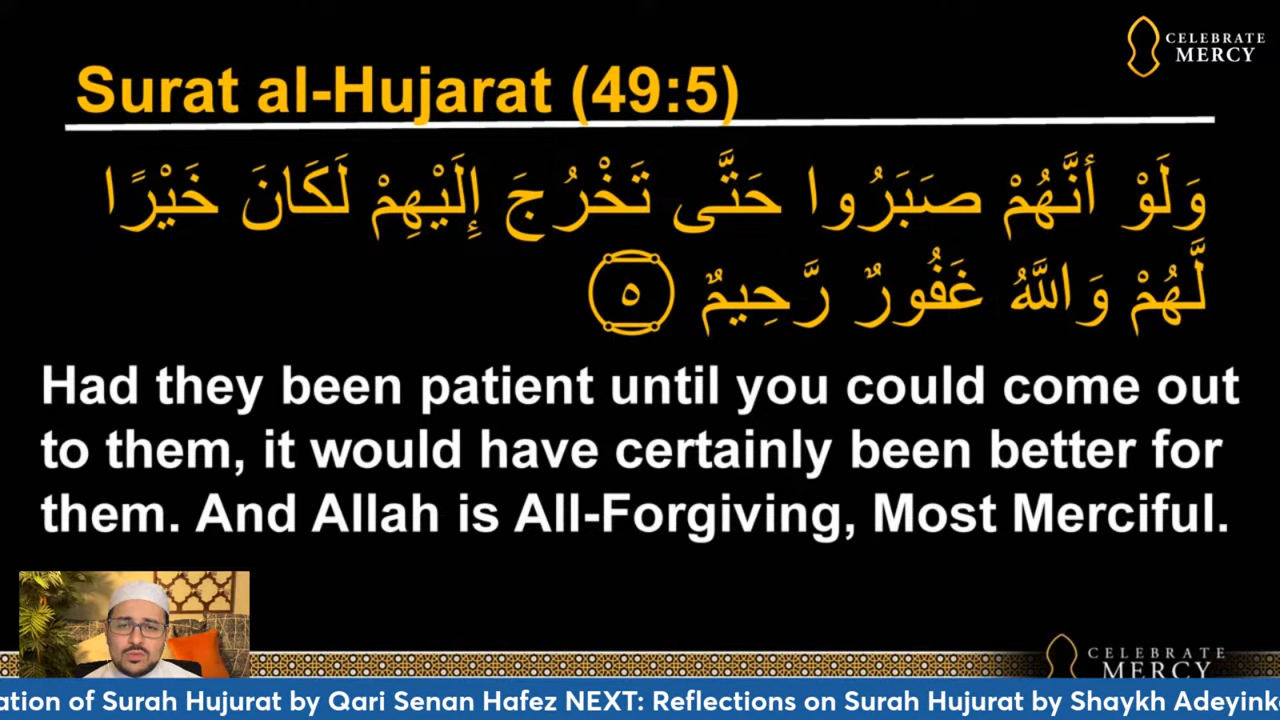 CELEBRATE
MERCY
Surat al-Hujarat (49:5)
وَلَوْ أَنَّهُمْ صَبَرُوا حَتَّى تَخْرُجَ إِلَيْهِمْ لَكَانَ خَيْرًا
لَّهُمْ وَاللَّهُ غَفُورٌ رَّحِيمٌ ٥
Had they been patient until you could come out
to them, it would have certainly been better for
them. And Allah is All-Forgiving, Most Merciful.
CELEBRATE
MERCY
ation of Surah Hujurat by Qari Senan Hafez NEXT: Reflections on Surah Hujurat by Shaykh Adeyink